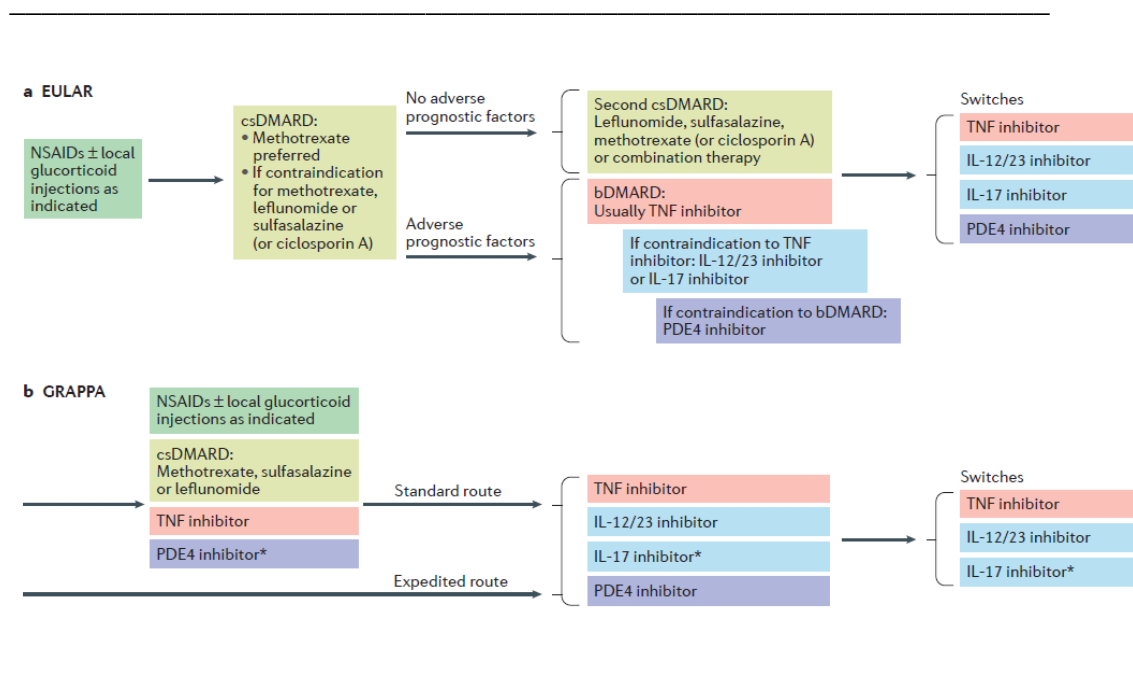 a EULAR
NSAIDs ± local
glucorticoid
injections as
indicated
csDMARD:
• Methotrexate
preferred
• If contraindication
for methotrexate,
leflunomide or
sulfasalazine
(or ciclosporin A)
No adverse
prognostic factors
Adverse
prognostic factors
Second csDMARD:
Leflunomide, sulfasalazine,
methotrexate (or ciclosporin A)
or combination therapy
bDMARD:
Usually TNF inhibitor
If contraindication to TNF
inhibitor: IL-12/23 inhibitor
or IL-17 inhibitor
If contraindication to bDMARD:
PDE4 inhibitor
Switches
TNF inhibitor
IL-12/23 inhibitor
IL-17 inhibitor
PDE4 inhibitor
b GRAPPA
NSAIDs ± local glucorticoid
injections as indicated
csDMARD:
Methotrexate, sulfasalazine
or leflunomide
TNF inhibitor
PDE4 inhibitor*
Standard route
Expedited route
TNF inhibitor
IL-12/23 inhibitor
IL-17 inhibitor*
PDE4 inhibitor
Switches
TNF inhibitor
IL-12/23 inhibitor
IL-17 inhibitor*